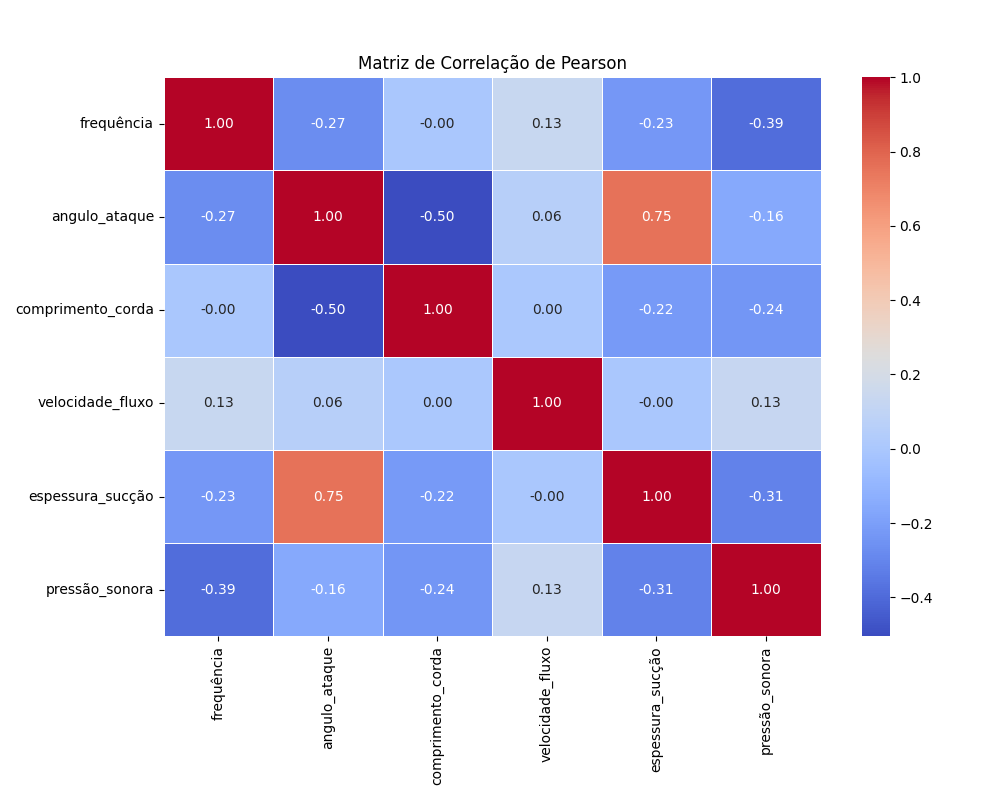 Matriz de Correlação de Pearson
frequência 1.00 -0.27 -0.00 0.13 -0.23 -0.39
angulo_ataque -0.27 1.00 -0.50 0.06 0.75 -0.16
comprimento_corda -0.00 -0.50 1.00 0.00 -0.22 -0.24
velocidade_fluxo 0.13 0.06 0.00 1.00 -0.00 0.13
espessura_sucção -0.23 0.75 -0.22 -0.00 1.00 -0.31
pressão_sonora -0.39 -0.16 -0.24 0.13 -0.31 1.00
frequência
angulo_ataque
comprimento_corda
velocidade_fluxo
espessura_sucção
pressão_sonora
1.0
0.8
0.6
0.4
0.2
0.0
−0.2
−0.4